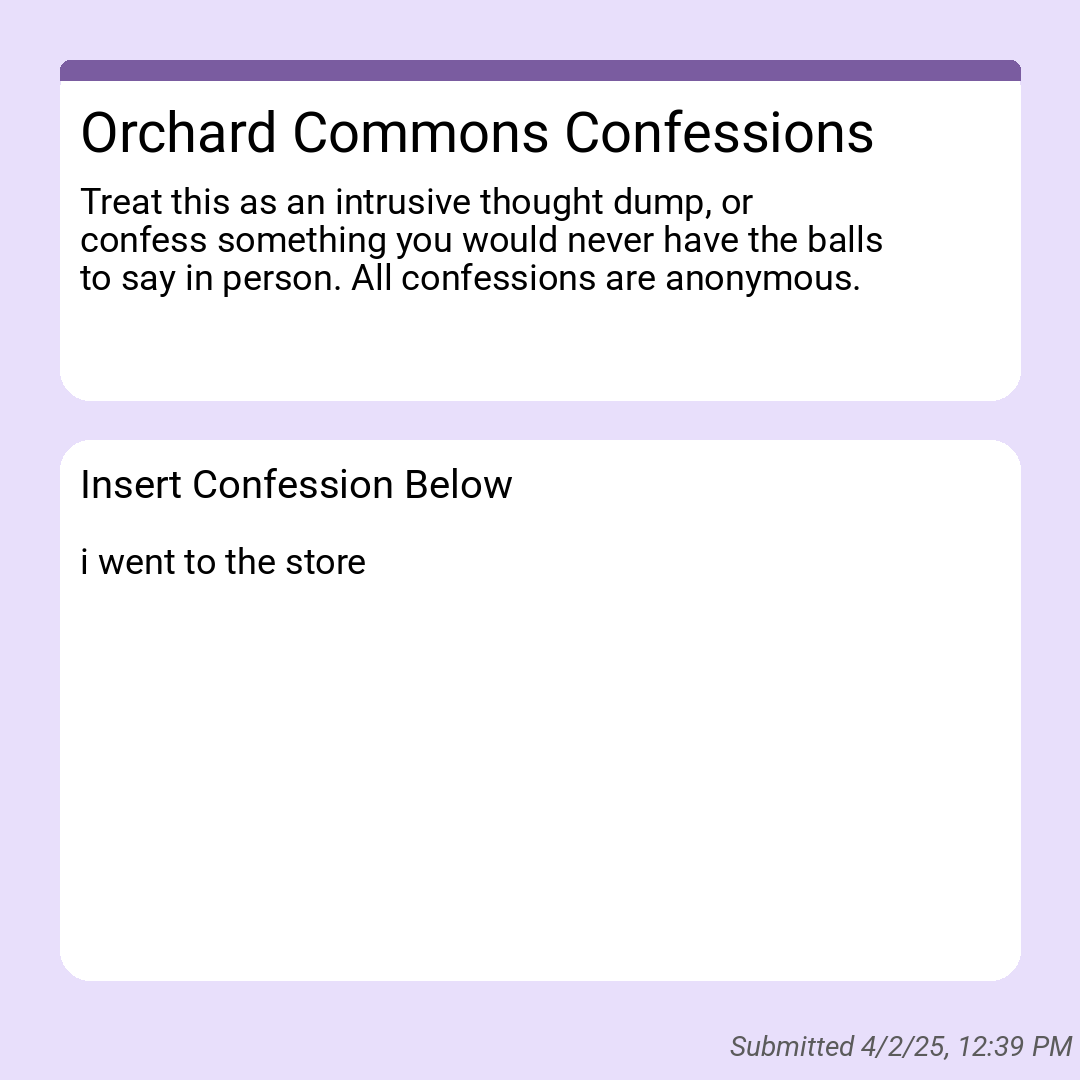 Orchard Commons Confessions
Treat this as an intrusive thought dump, or
confess something you would never have the balls
to say in person. All confessions are anonymous.
Insert Confession Below
i went to the store
Submitted 4/2/25, 12:39 PM